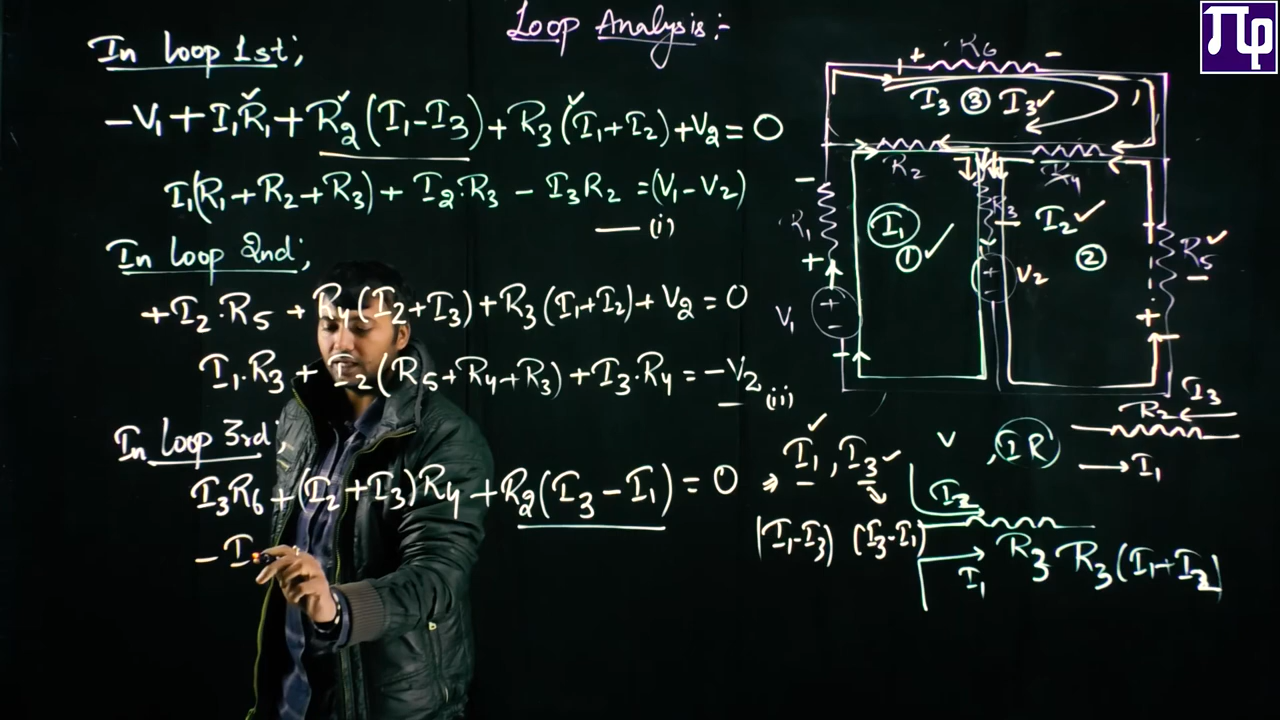 Loop Analysis:-
In loop 1st;
-V₁ + I₁R₁ + R₂(I₁-I₃) + R₃(I₁+I₂) + V₂ = 0
I₁(R₁+R₂+R₃) + I₂·R₃ - I₃R₂ = (V₁-V₂)
— (i)
In loop 2nd;
+I₂·R₅ + R₄(I₂+I₃) + R₃(I₁+I₂) + V₂ = 0
I₁·R₃ + I₂(R₅+R₄+R₃) + I₃·R₄ = -V₂
— (ii)
In loop 3rd;
I₃R₆ + (I₂+I₃)R₄ + R₂(I₃-I₁) = 0
- I
+ R₆ -
I₃ ③ I₃✓
R₂ R₄
- R₁ +
I₁
① ✓
R₃
I₂ ✓
②
R₅ ✓
-
+
V₁ + -
+ - V₂
I₃
R₂
I₁
V, IR
I₁ ✓, I₃ ✓
(I₁-I₃) (I₃-I₁)
I₂
I₁
R₃ R₃(I₁+I₂)
Πφ